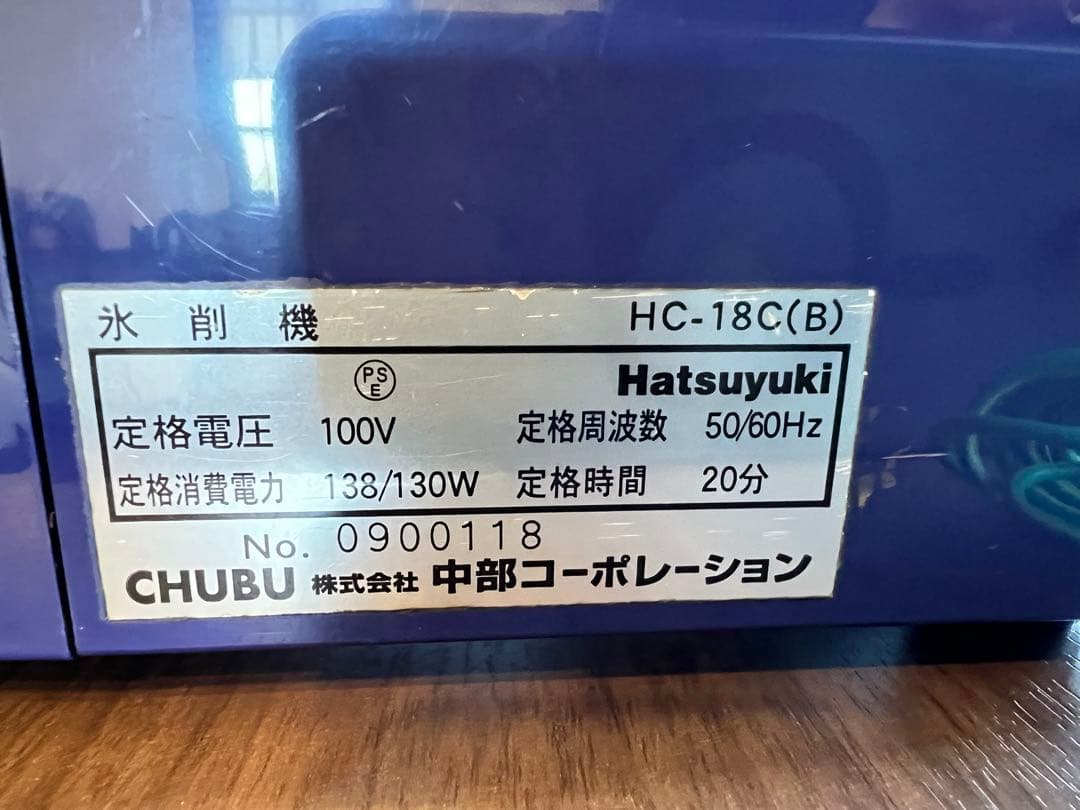 氷削機 HC-18C(B)
PSE Hatsuyuki
定格電圧 100V 定格周波数 50/60Hz
定格消費電力 138/130W 定格時間 20分
No. 0900118
CHUBU 株式会社 中部コーポレーション